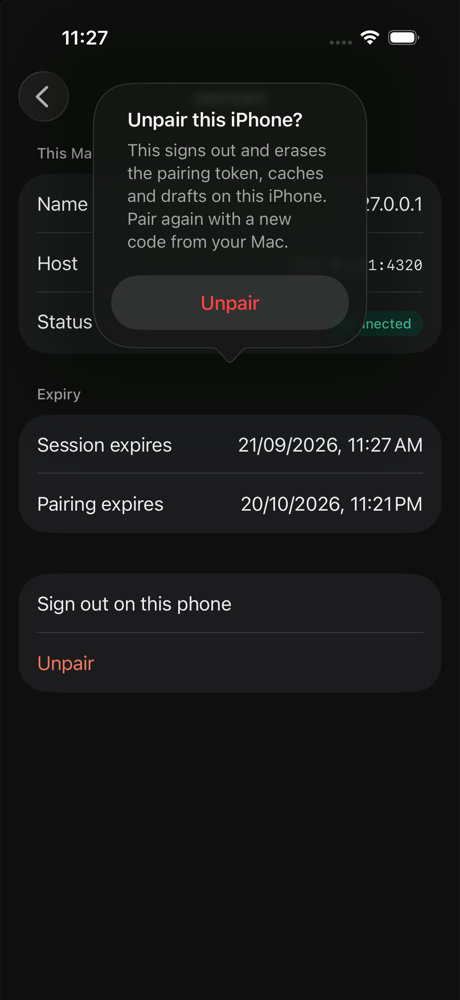 11:27
Unpair this iPhone?
This signs out and erases
the pairing token, caches
and drafts on this iPhone.
Pair again with a new
code from your Mac.
Unpair
This Ma
Name 27.0.0.1
Host 1:4320
Status nected
Expiry
Session expires 21/09/2026, 11:27 AM
Pairing expires 20/10/2026, 11:21 PM
Sign out on this phone
Unpair